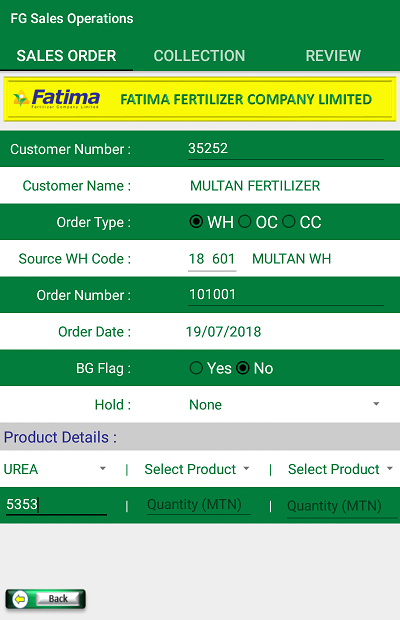 FG Sales Operations
SALES ORDER COLLECTION REVIEW
Fatima FATIMA FERTILIZER COMPANY LIMITED
Fertilizer Company Limited
Customer Number : 35252
Customer Name : MULTAN FERTILIZER
Order Type : WH OC CC
Source WH Code : 18 601 MULTAN WH
Order Number : 101001
Order Date : 19/07/2018
BG Flag : Yes No
Hold : None
Product Details :
UREA | Select Product | Select Product
5353 | Quantity (MTN) | Quantity (MTN)
Back